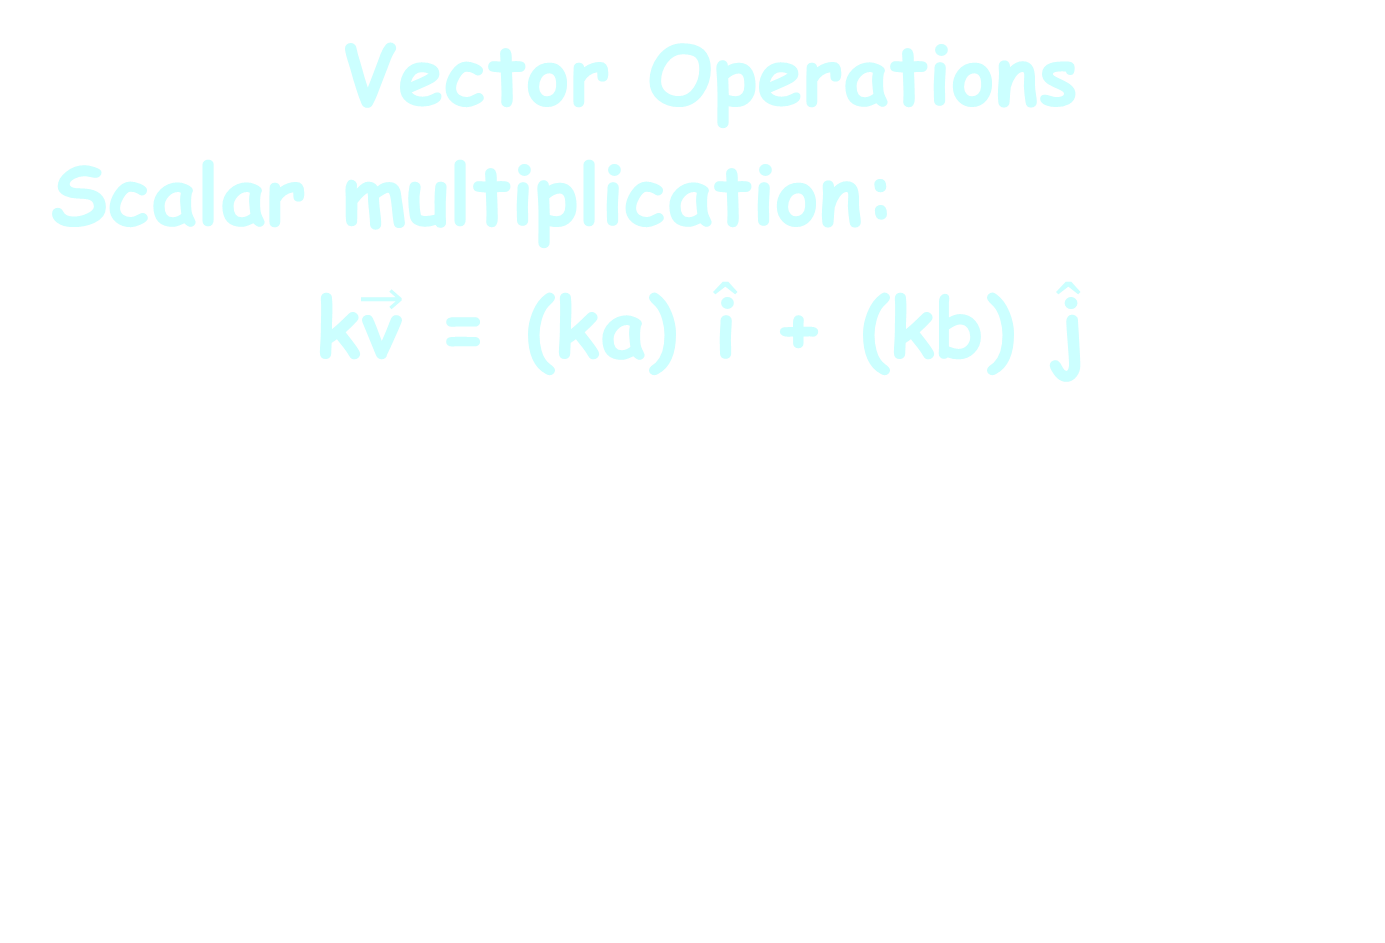 Vector Operations
Scalar multiplication:
kv⃗ = (ka) î + (kb) ĵ